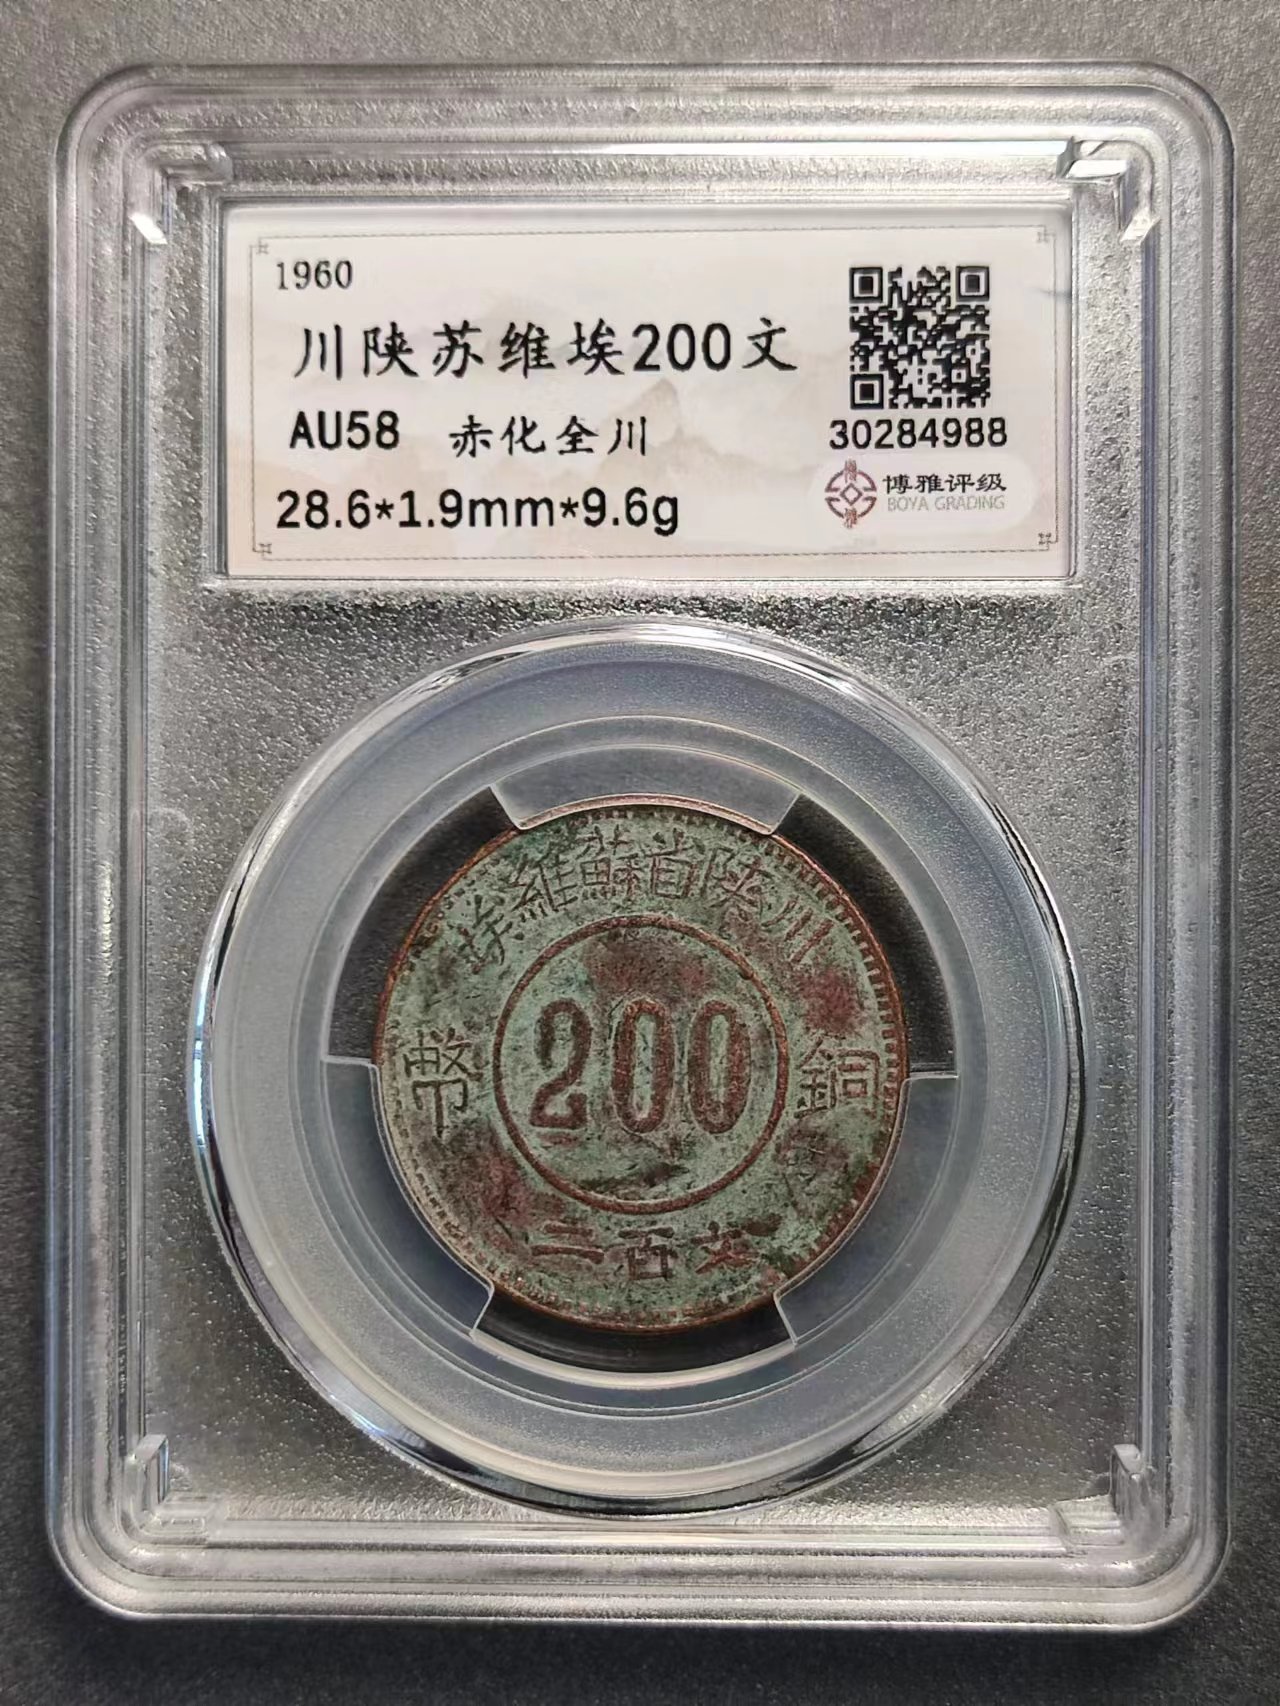 1960
川陕苏维埃200文
AU58 赤化全川
28.6*1.9mm*9.6g
30284988
博雅评级
BOYA GRADING
川陝省蘇維埃
銅
幣
200
二百文